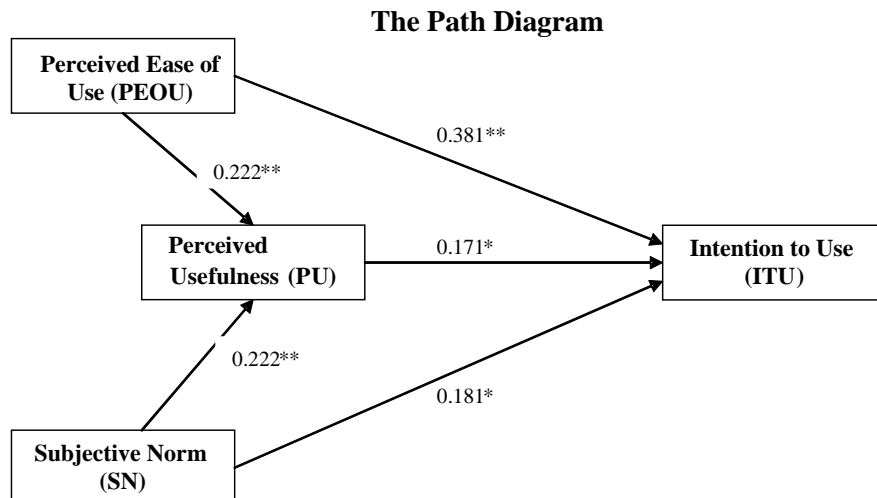 The Path Diagram
Perceived Ease of
Use (PEOU)
0.381**
0.222**
Perceived
Usefulness (PU)
0.171*
Intention to Use
(ITU)
0.222**
0.181*
Subjective Norm
(SN)